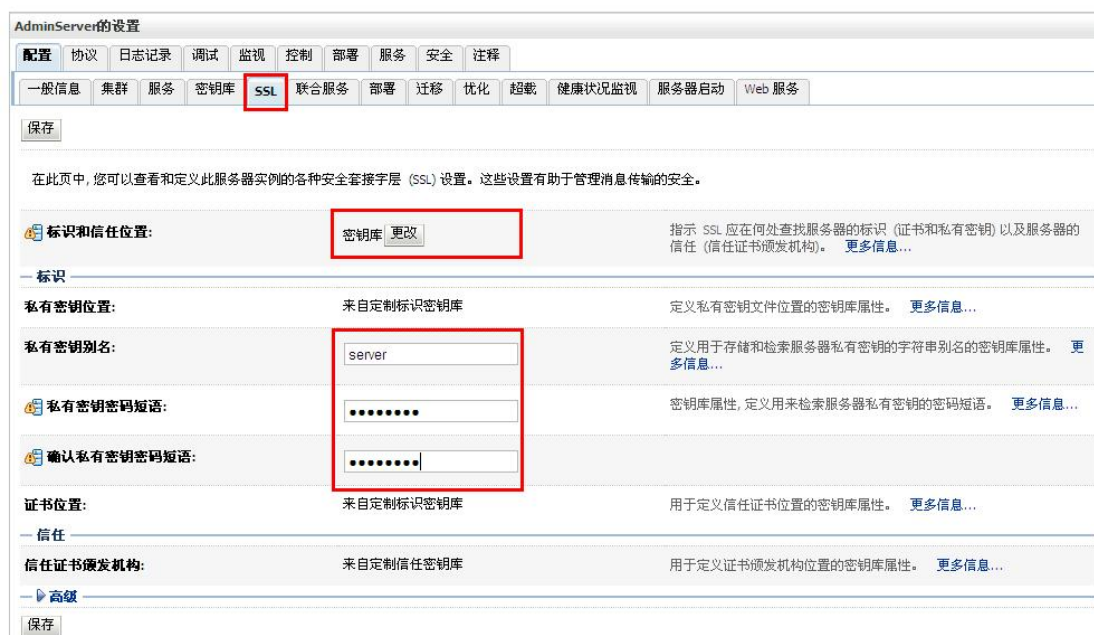 AdminServer的设置
配置 协议 日志记录 调试 监视 控制 部署 服务 安全 注释
一般信息 集群 服务 密钥库 SSL 联合服务 部署 迁移 优化 超载 健康状况监视 服务器启动 Web 服务
保存
在此页中, 您可以查看和定义此服务器实例的各种安全套接字层 (SSL) 设置。这些设置有助于管理消息传输的安全。
标识和信任位置: 密钥库 更改 指示 SSL 应在何处查找服务器的标识 (证书和私有密钥) 以及服务器的
信任 (信任证书颁发机构)。 更多信息...
标识
私有密钥位置: 来自定制标识密钥库 定义私有密钥文件位置的密钥库属性。 更多信息...
私有密钥别名: server 定义用于存储和检索服务器私有密钥的字符串别名的密钥库属性。 更
多信息...
私有密钥密码短语: ●●●●●●●● 密钥库属性, 定义用来检索服务器私有密钥的密码短语。 更多信息...
确认私有密钥密码短语: ●●●●●●●●
证书位置: 来自定制标识密钥库 用于定义信任证书位置的密钥库属性。 更多信息...
信任
信任证书颁发机构: 来自定制信任密钥库 用于定义证书颁发机构位置的密钥库属性。 更多信息...
高级
保存